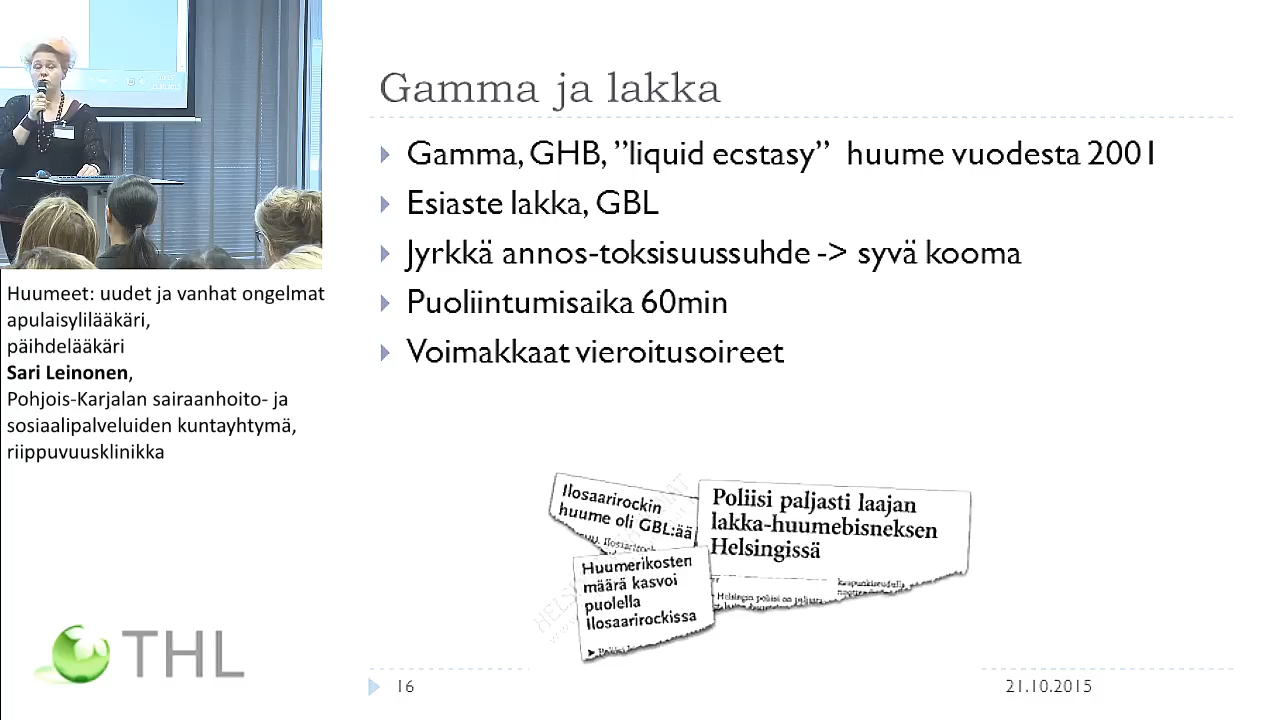 Gamma ja lakka
Gamma, GHB, ”liquid ecstasy” huume vuodesta 2001
Esiaste lakka, GBL
Jyrkkä annos-toksisuussuhde -> syvä kooma
Puoliintumisaika 60min
Voimakkaat vieroitusoireet
Huumeet: uudet ja vanhat ongelmat
apulaisylilääkäri,
päihdelääkäri
Sari Leinonen,
Pohjois-Karjalan sairaanhoito- ja
sosiaalipalveluiden kuntayhtymä,
riippuvuusklinikka
Ilosaarirockin
huume oli GBL:ää
Poliisi paljasti laajan
lakka-huumebisneksen
Helsingissä
Huumerikosten
määrä kasvoi
puolella
Ilosaarirockissa
THL
16
21.10.2015